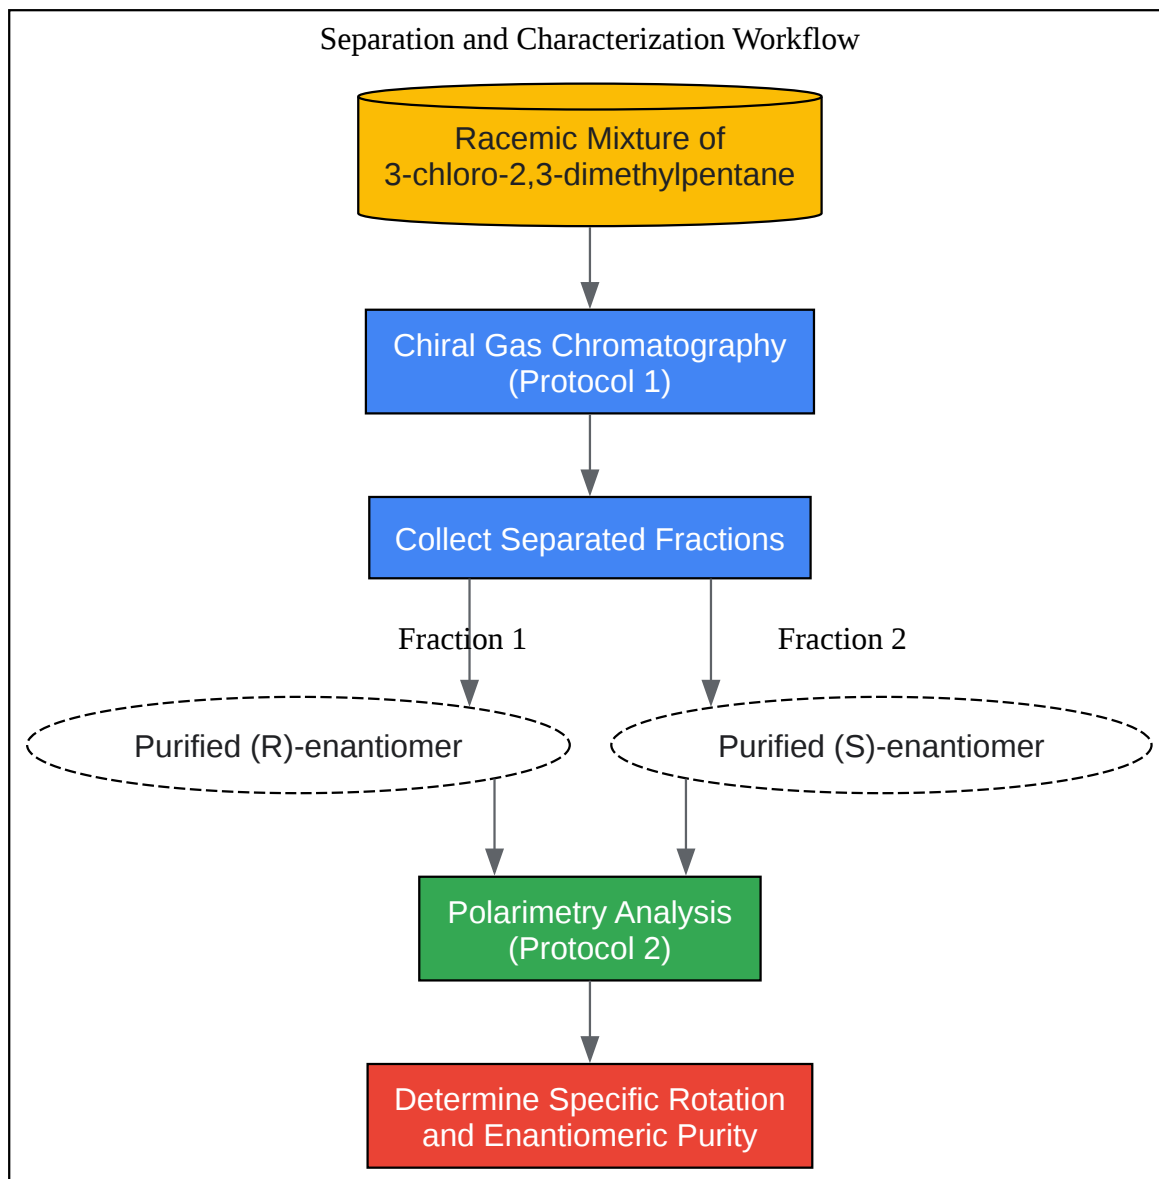 Separation and Characterization Workflow
Racemic Mixture of
3-chloro-2,3-dimethylpentane
Chiral Gas Chromatography
(Protocol 1)
Collect Separated Fractions
Fraction 1
Fraction 2
Purified (R)-enantiomer
Purified (S)-enantiomer
Polarimetry Analysis
(Protocol 2)
Determine Specific Rotation
and Enantiomeric Purity